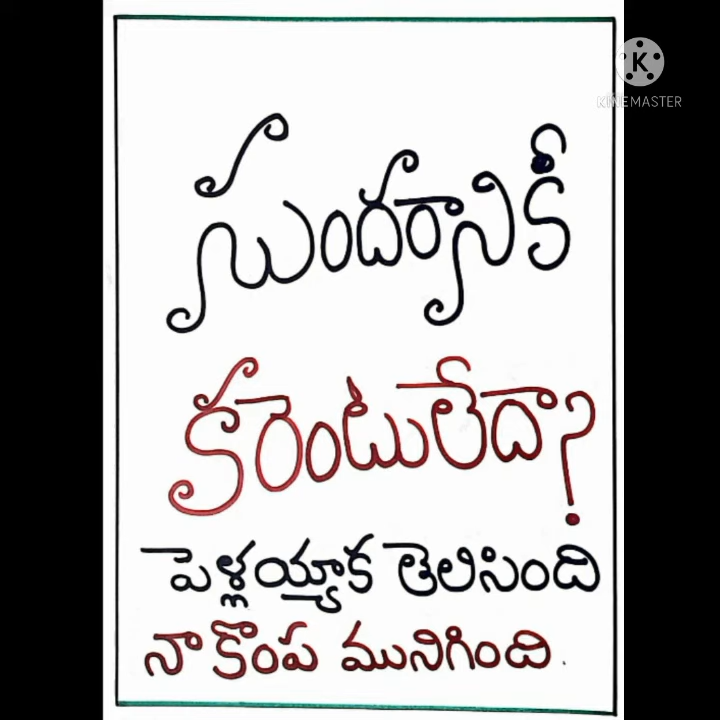 KINEMASTER
సుందరానికి
కరెంటులేదా?
పెళ్లయ్యాక తెలిసింది
నా కొంప మునిగింది.